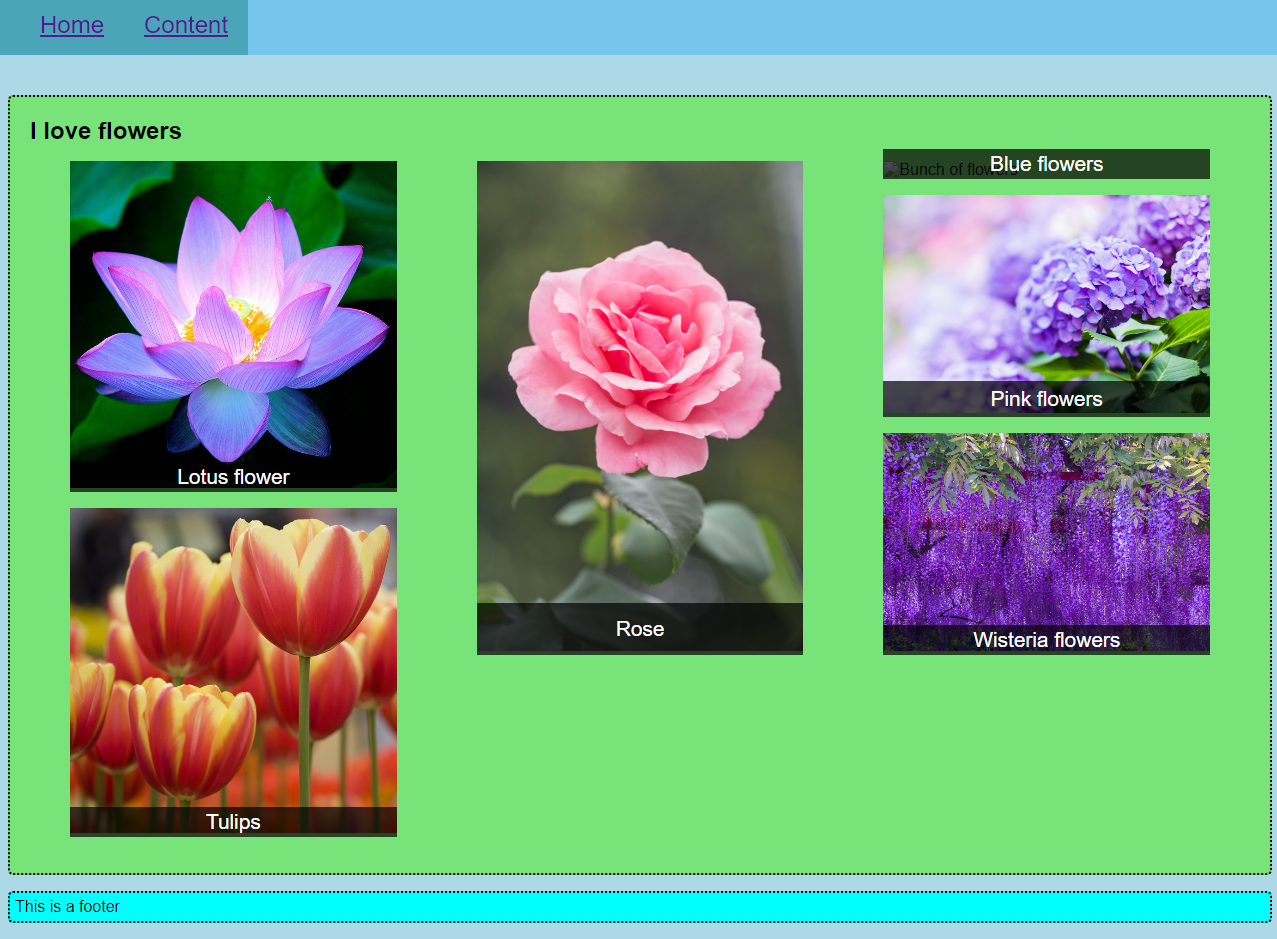 Home Content
I love flowers
Blue flowers
Bunch of flowers
Pink flowers
Lotus flower
Rose
Wisteria flowers
Tulips
This is a footer